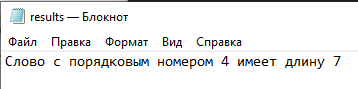 results — Блокнот
Файл Правка Формат Вид Справка
Слово с порядковым номером 4 имеет длину 7